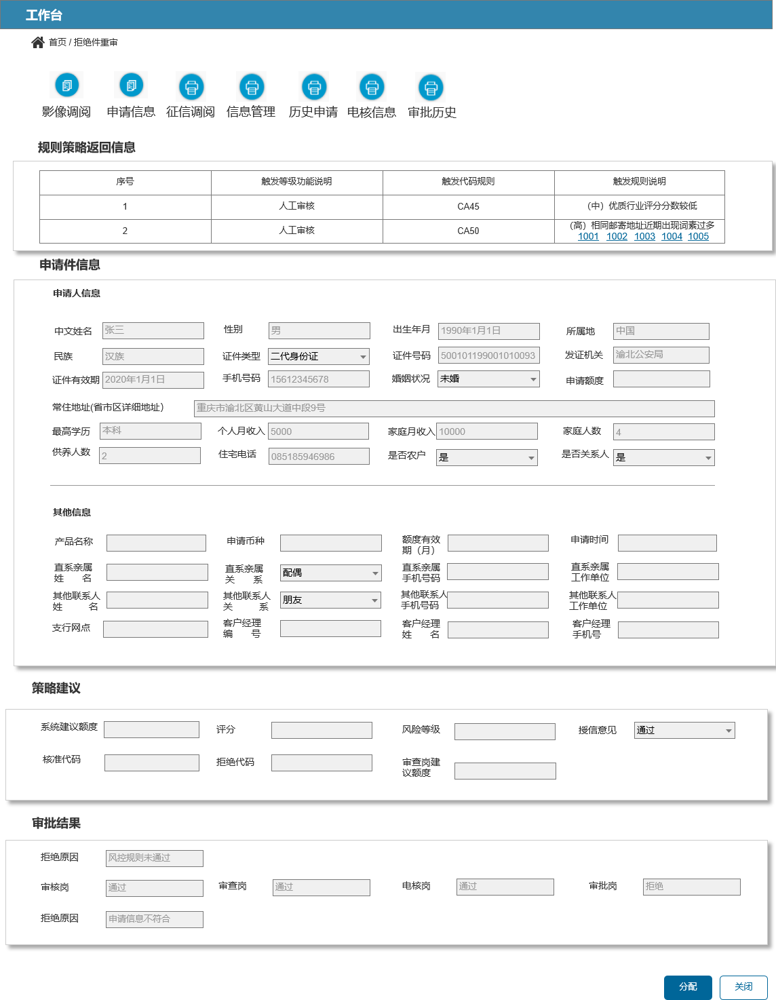 工作台
首页 / 拒绝件重审
影像调阅 申请信息 征信调阅 信息管理 历史申请 电核信息 审批历史
规则策略返回信息
序号 触发等级功能说明 触发代码规则 触发规则说明
1 人工审核 CA45 （中）优质行业评分分数较低
2 人工审核 CA50 （高）相同邮寄地址近期出现词素过多
1001 1002 1003 1004 1005
申请件信息
申请人信息
中文姓名 张三 性别 男 出生年月 1990年1月1日 所属地 中国
民族 汉族 证件类型 二代身份证 证件号码 500101199001010093 发证机关 渝北公安局
证件有效期 2020年1月1日 手机号码 15612345678 婚姻状况 未婚 申请额度
常住地址(省市区详细地址） 重庆市渝北区黄山大道中段9号
最高学历 本科 个人月收入 5000 家庭月收入 10000 家庭人数 4
供养人数 2 住宅电话 085185946986 是否农户 是 是否关系人 是
其他信息
产品名称 申请币种 额度有效期（月） 申请时间
直系亲属姓 名 直系亲属关 系 配偶 直系亲属手机号码 直系亲属工作单位
其他联系人姓 名 其他联系人关 系 朋友 其他联系人手机号码 其他联系人工作单位
支行网点 客户经理编 号 客户经理姓 名 客户经理手机号
策略建议
系统建议额度 评分 风险等级 授信意见 通过
核准代码 拒绝代码 审查岗建议额度
审批结果
拒绝原因 风控规则未通过
审核岗 通过 审查岗 通过 电核岗 通过 审批岗 拒绝
拒绝原因 申请信息不符合
分配 关闭